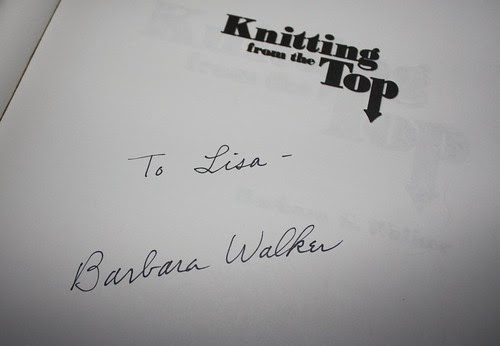 Knitting
from the
Top
To Lisa -
Barbara Walker